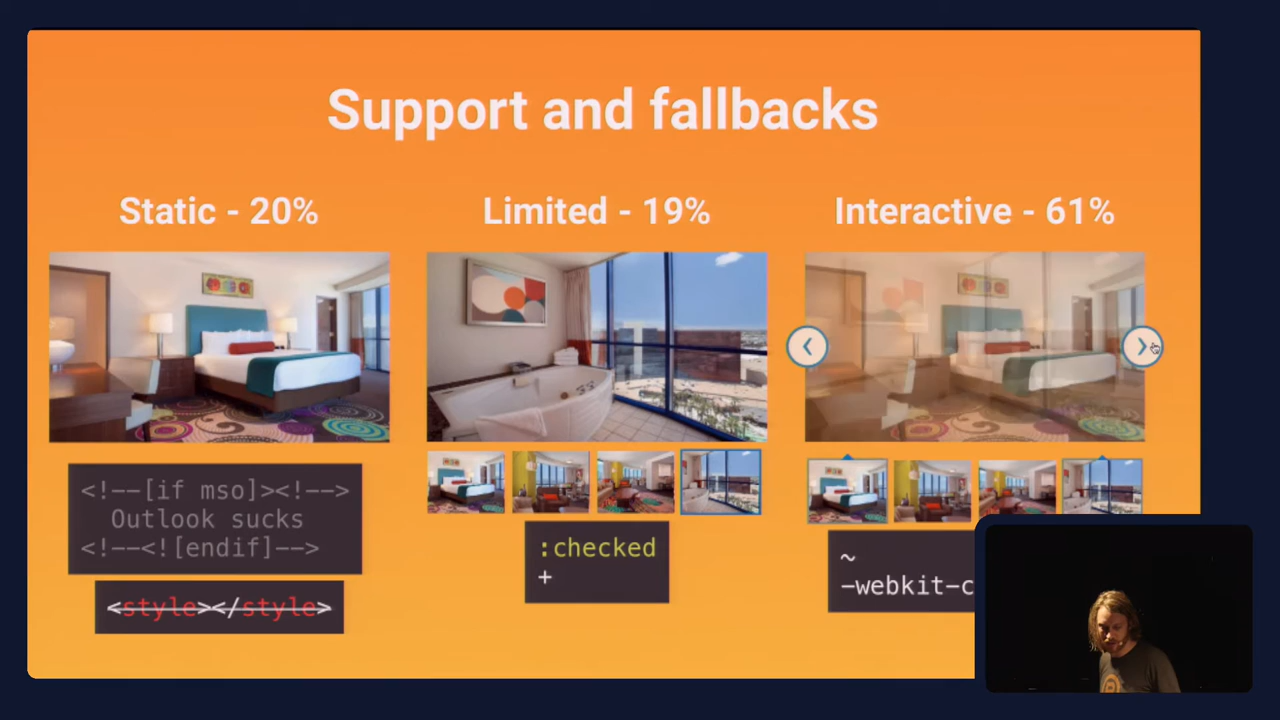 Support and fallbacks
Static - 20%
<!--[if mso]><!-->
Outlook sucks
<!--<![endif]-->
<style></style>
Limited - 19%
:checked
+
Interactive - 61%
~
-webkit-c